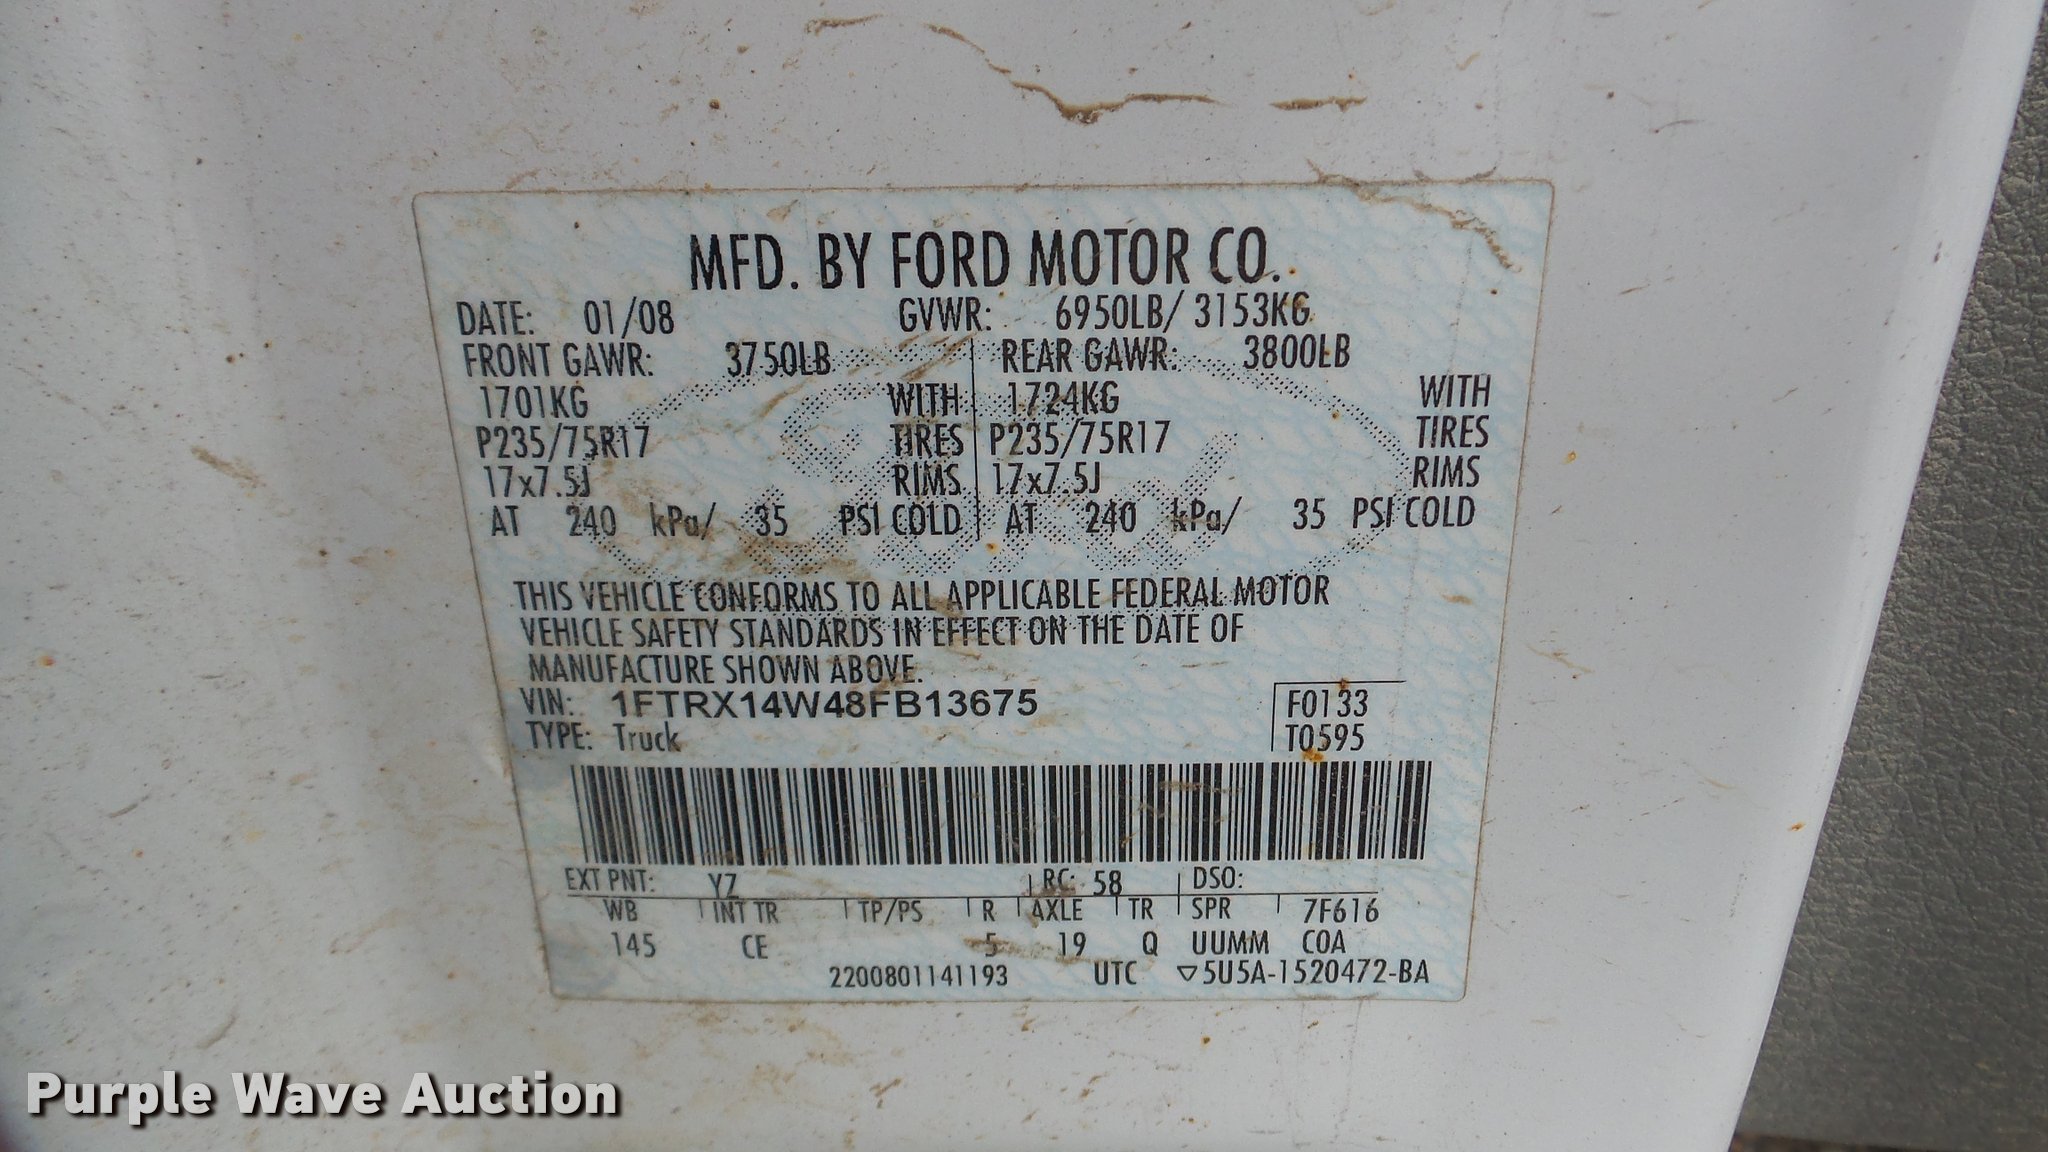 MFD. BY FORD MOTOR CO.
DATE: 01/08 GVWR: 6950LB/ 3153KG
FRONT GAWR: 3750LB REAR GAWR: 3800LB
1701KG WITH 1724KG WITH
P235/75R17 TIRES P235/75R17 TIRES
17x7.5J RIMS 17x7.5J RIMS
AT 240 kPa/ 35 PSI COLD AT 240 kPa/ 35 PSI COLD
THIS VEHICLE CONFORMS TO ALL APPLICABLE FEDERAL MOTOR
VEHICLE SAFETY STANDARDS IN EFFECT ON THE DATE OF
MANUFACTURE SHOWN ABOVE.
VIN: 1FTRX14W48FB13675 F0133
TYPE: Truck T0595
EXT PNT: YZ RC: 58 DSO:
WB INT TR TP/PS R AXLE TR SPR 7F616
145 CE 5 19 Q UUMM COA
2200801141193 UTC ▽5U5A-1520472-BA
Purple Wave Auction